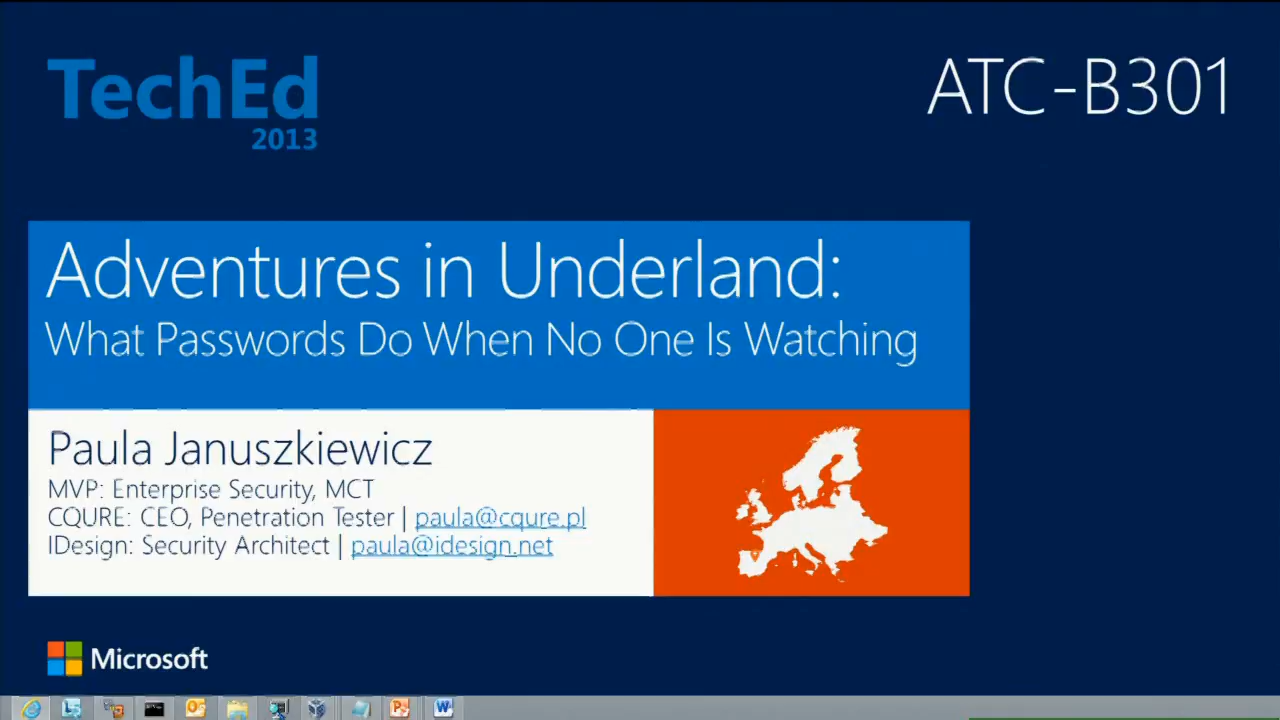 TechEd
2013
ATC-B301
Adventures in Underland:
What Passwords Do When No One Is Watching
Paula Januszkiewicz
MVP: Enterprise Security, MCT
CQURE: CEO, Penetration Tester | paula@cqure.pl
IDesign: Security Architect | paula@idesign.net
Microsoft